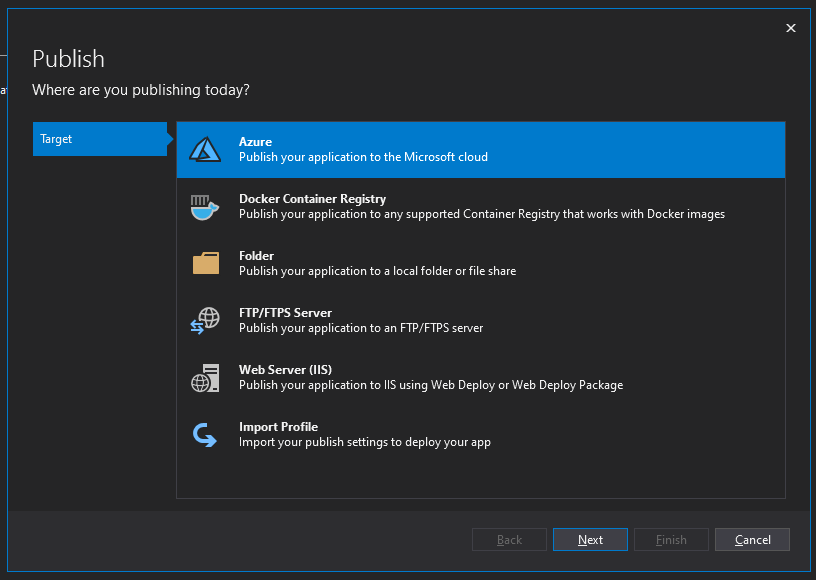 Publish
Where are you publishing today?
Target
Azure
Publish your application to the Microsoft cloud
Docker Container Registry
Publish your application to any supported Container Registry that works with Docker images
Folder
Publish your application to a local folder or file share
FTP/FTPS Server
Publish your application to an FTP/FTPS server
Web Server (IIS)
Publish your application to IIS using Web Deploy or Web Deploy Package
Import Profile
Import your publish settings to deploy your app
Back Next Finish Cancel